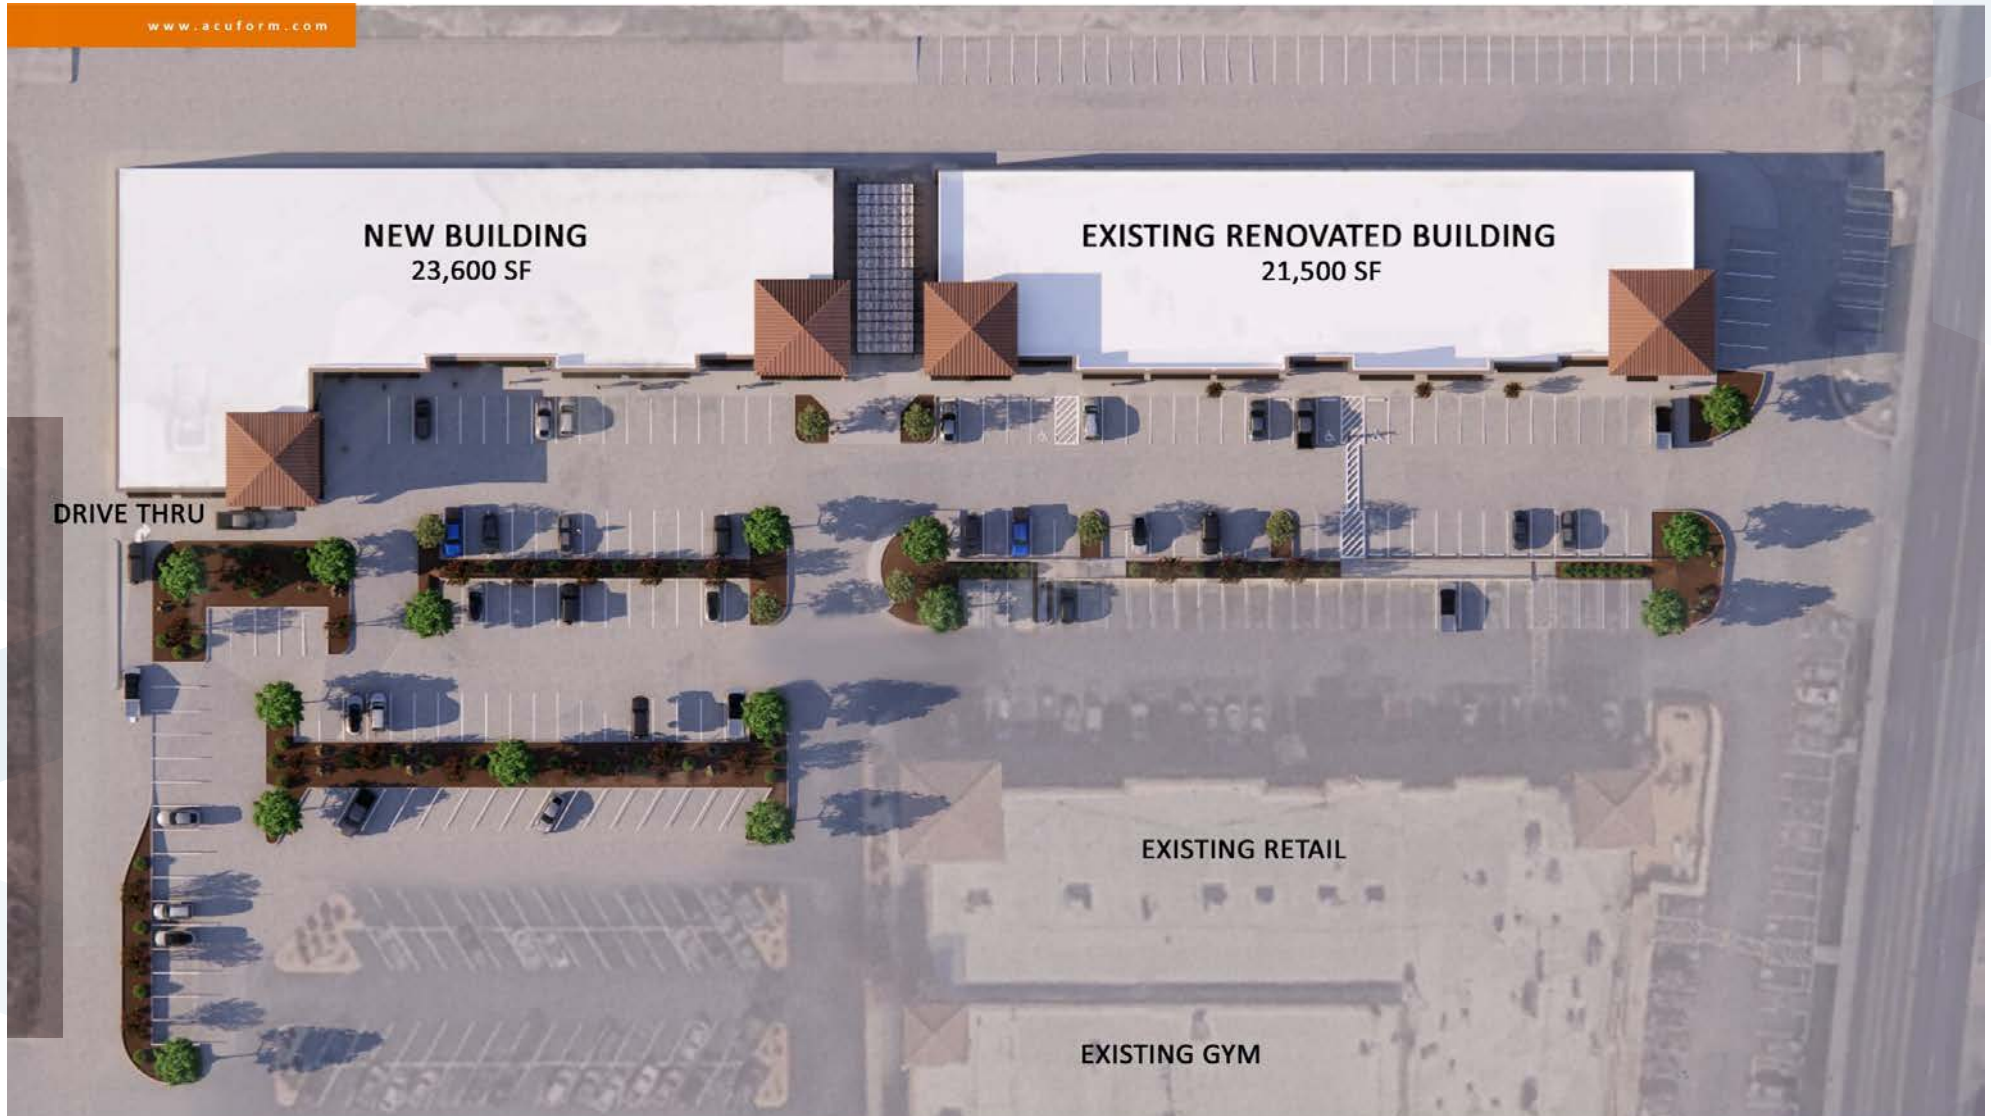 www.acuform.com
NEW BUILDING
23,600 SF
EXISTING RENOVATED BUILDING
21,500 SF
DRIVE THRU
EXISTING RETAIL
EXISTING GYM